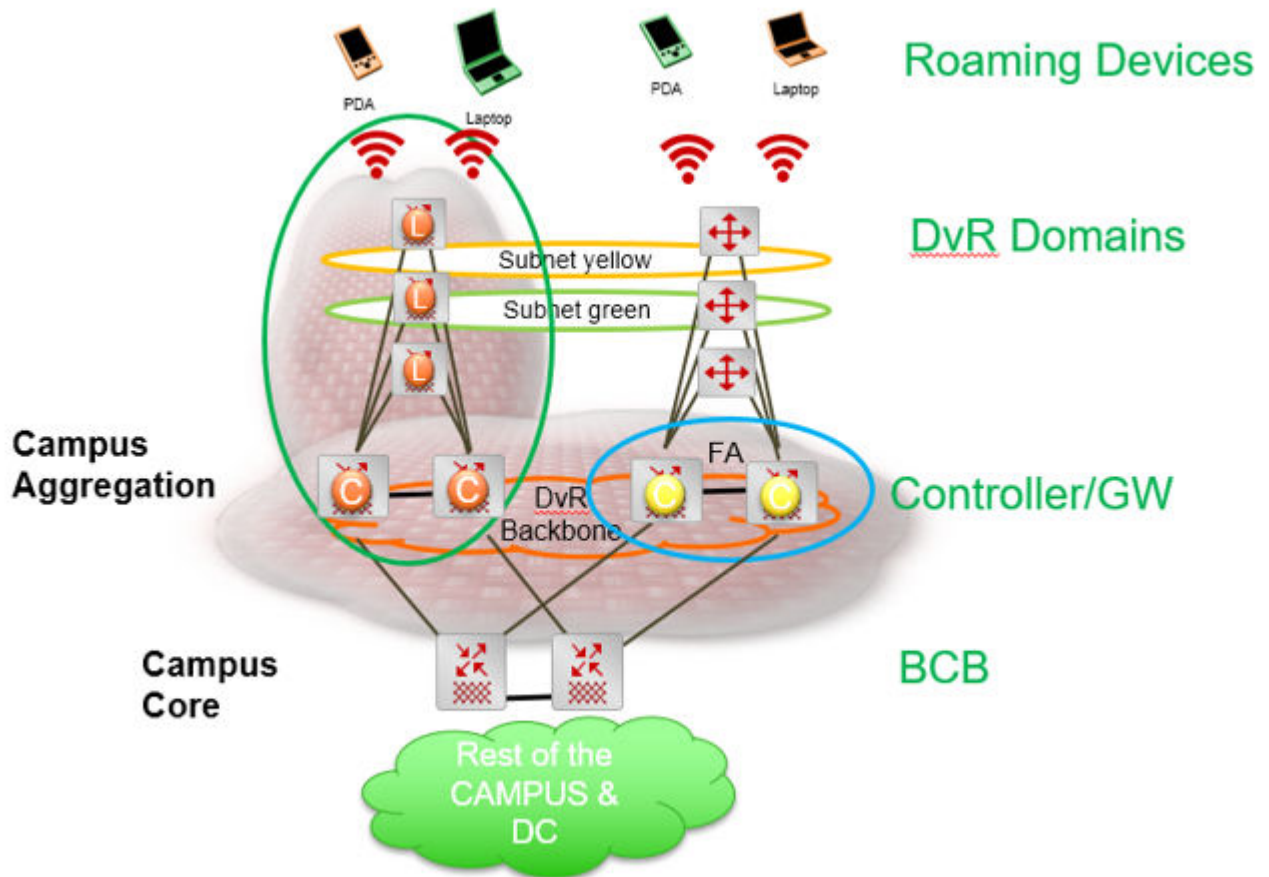 Roaming Devices
PDA
Laptop
PDA
Laptop
DvR Domains
L
Subnet yellow
L
Subnet green
L
Campus
Aggregation
FA
C
C
C
C
DvR
Backbone
Controller/GW
Campus
Core
BCB
Rest of the
CAMPUS &
DC